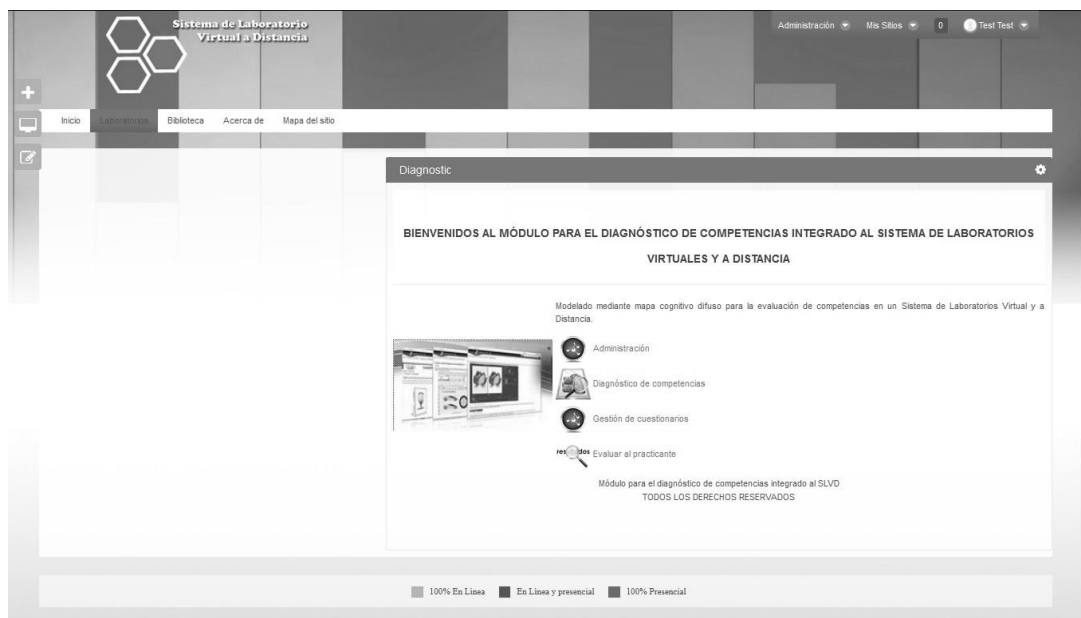 Sistema de Laboratorio
Virtual a Distancia
Administración
Mis Sitios
0
Test Test
Inicio
Laboratorios
Biblioteca
Acerca de
Mapa del sitio
Diagnostic
BIENVENIDOS AL MÓDULO PARA EL DIAGNÓSTICO DE COMPETENCIAS INTEGRADO AL SISTEMA DE LABORATORIOS
VIRTUALES Y A DISTANCIA
Modelado mediante mapa cognitivo difuso para la evaluación de competencias en un Sistema de Laboratorios Virtual y a
Distancia.
Administración
Diagnóstico de competencias
Gestión de cuestionarios
Evaluar al practicante
Módulo para el diagnóstico de competencias integrado al SLVD
TODOS LOS DERECHOS RESERVADOS
100% En Linea
En Linea y presencial
100% Presencial